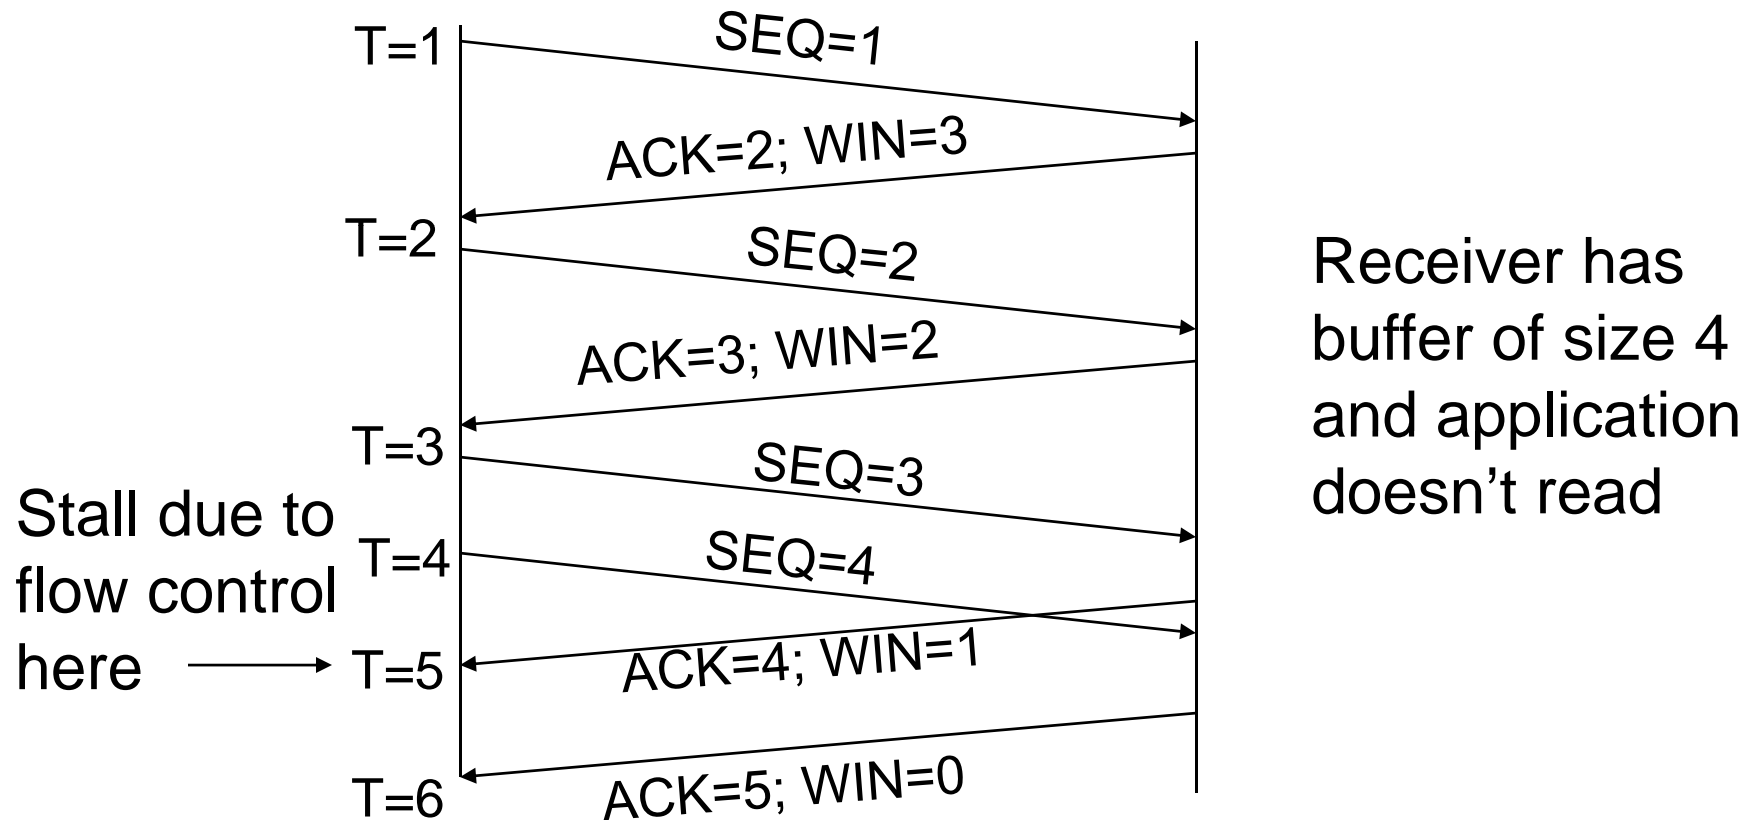 T=1
SEQ=1
ACK=2; WIN=3
T=2
SEQ=2
ACK=3; WIN=2
T=3
SEQ=3
T=4
SEQ=4
T=5
ACK=4; WIN=1
T=6
ACK=5; WIN=0
Stall due to
flow control
here
Receiver has
buffer of size 4
and application
doesn’t read